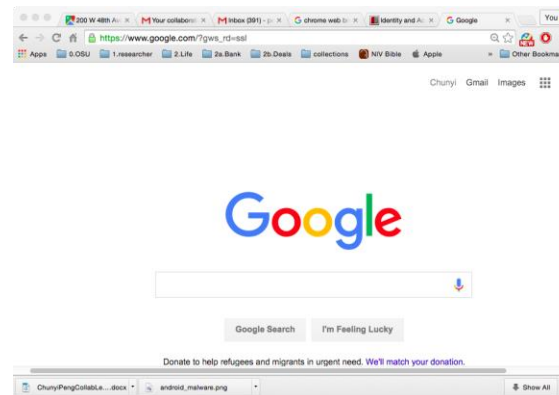 200 W 48th Av
Your collaborat
Inbox (391) - p
chrome web b
Identity and Ac
Google
You
https://www.google.com/?gws_rd=ssl
NEW
Apps 0.OSU 1.researcher 2.Life 2a.Bank 2b.Deals collections NIV Bible Apple » Other Bookma
Chunyi Gmail Images
Google
Google Search I'm Feeling Lucky
Donate to help refugees and migrants in urgent need. We'll match your donation.
ChunyiPengCollabLe....docx android_malware.png Show All